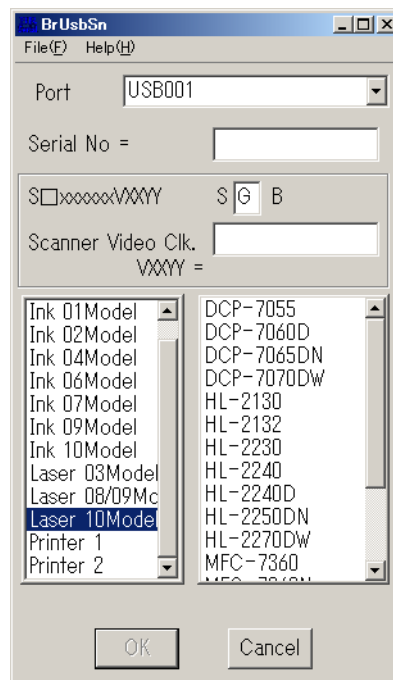 BrUsbSn
File(F) Help(H)
Port USB001
Serial No =
S□xxxxxxVXXYY S G B
Scanner Video Clk.
VXXYY =
Ink 01Model
Ink 02Model
Ink 04Model
Ink 06Model
Ink 07Model
Ink 09Model
Ink 10Model
Laser 03Model
Laser 08/09Mo
Laser 10Model
Printer 1
Printer 2
DCP-7055
DCP-7060D
DCP-7065DN
DCP-7070DW
HL-2130
HL-2132
HL-2230
HL-2240
HL-2240D
HL-2250DN
HL-2270DW
MFC-7360
OK Cancel